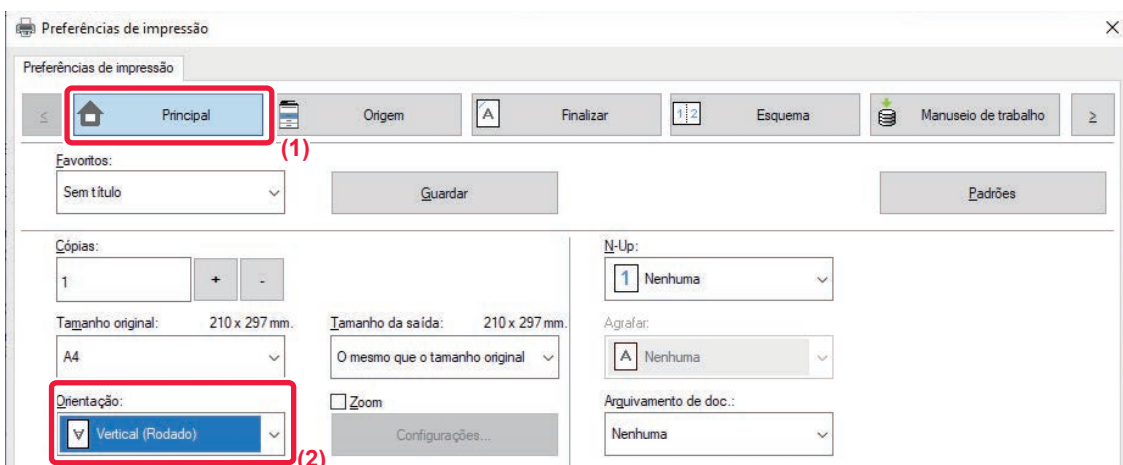 Preferências de impressão
Preferências de impressão
≤ Principal Origem A Finalizar 1 2 Esquema Manuseio de trabalho ≥
(1)
Favoritos:
Sem título Guardar Padrões
Cópias: N-Up:
1 + - 1 Nenhuma
Tamanho original: 210 x 297 mm. Tamanho da saída: 210 x 297 mm. Agrafar:
A4 O mesmo que o tamanho original A Nenhuma
Orientação: Zoom Arquivamento de doc.:
A Vertical (Rodado) Configurações... Nenhuma
(2)